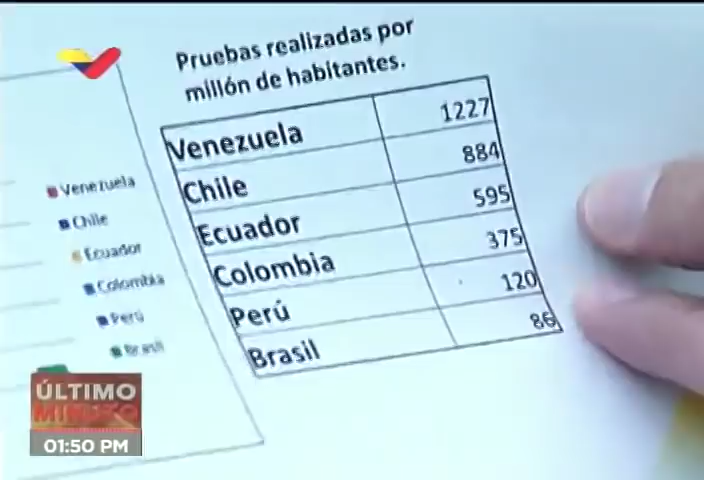 Pruebas realizadas por
millón de habitantes.
Venezuela 1227
Chile 884
Ecuador 595
Colombia 375
Perú 120
Brasil 86
Venezuela
Chile
Ecuador
Colombia
Perú
Brasil
ÚLTIMO
MINUTO
01:50 PM